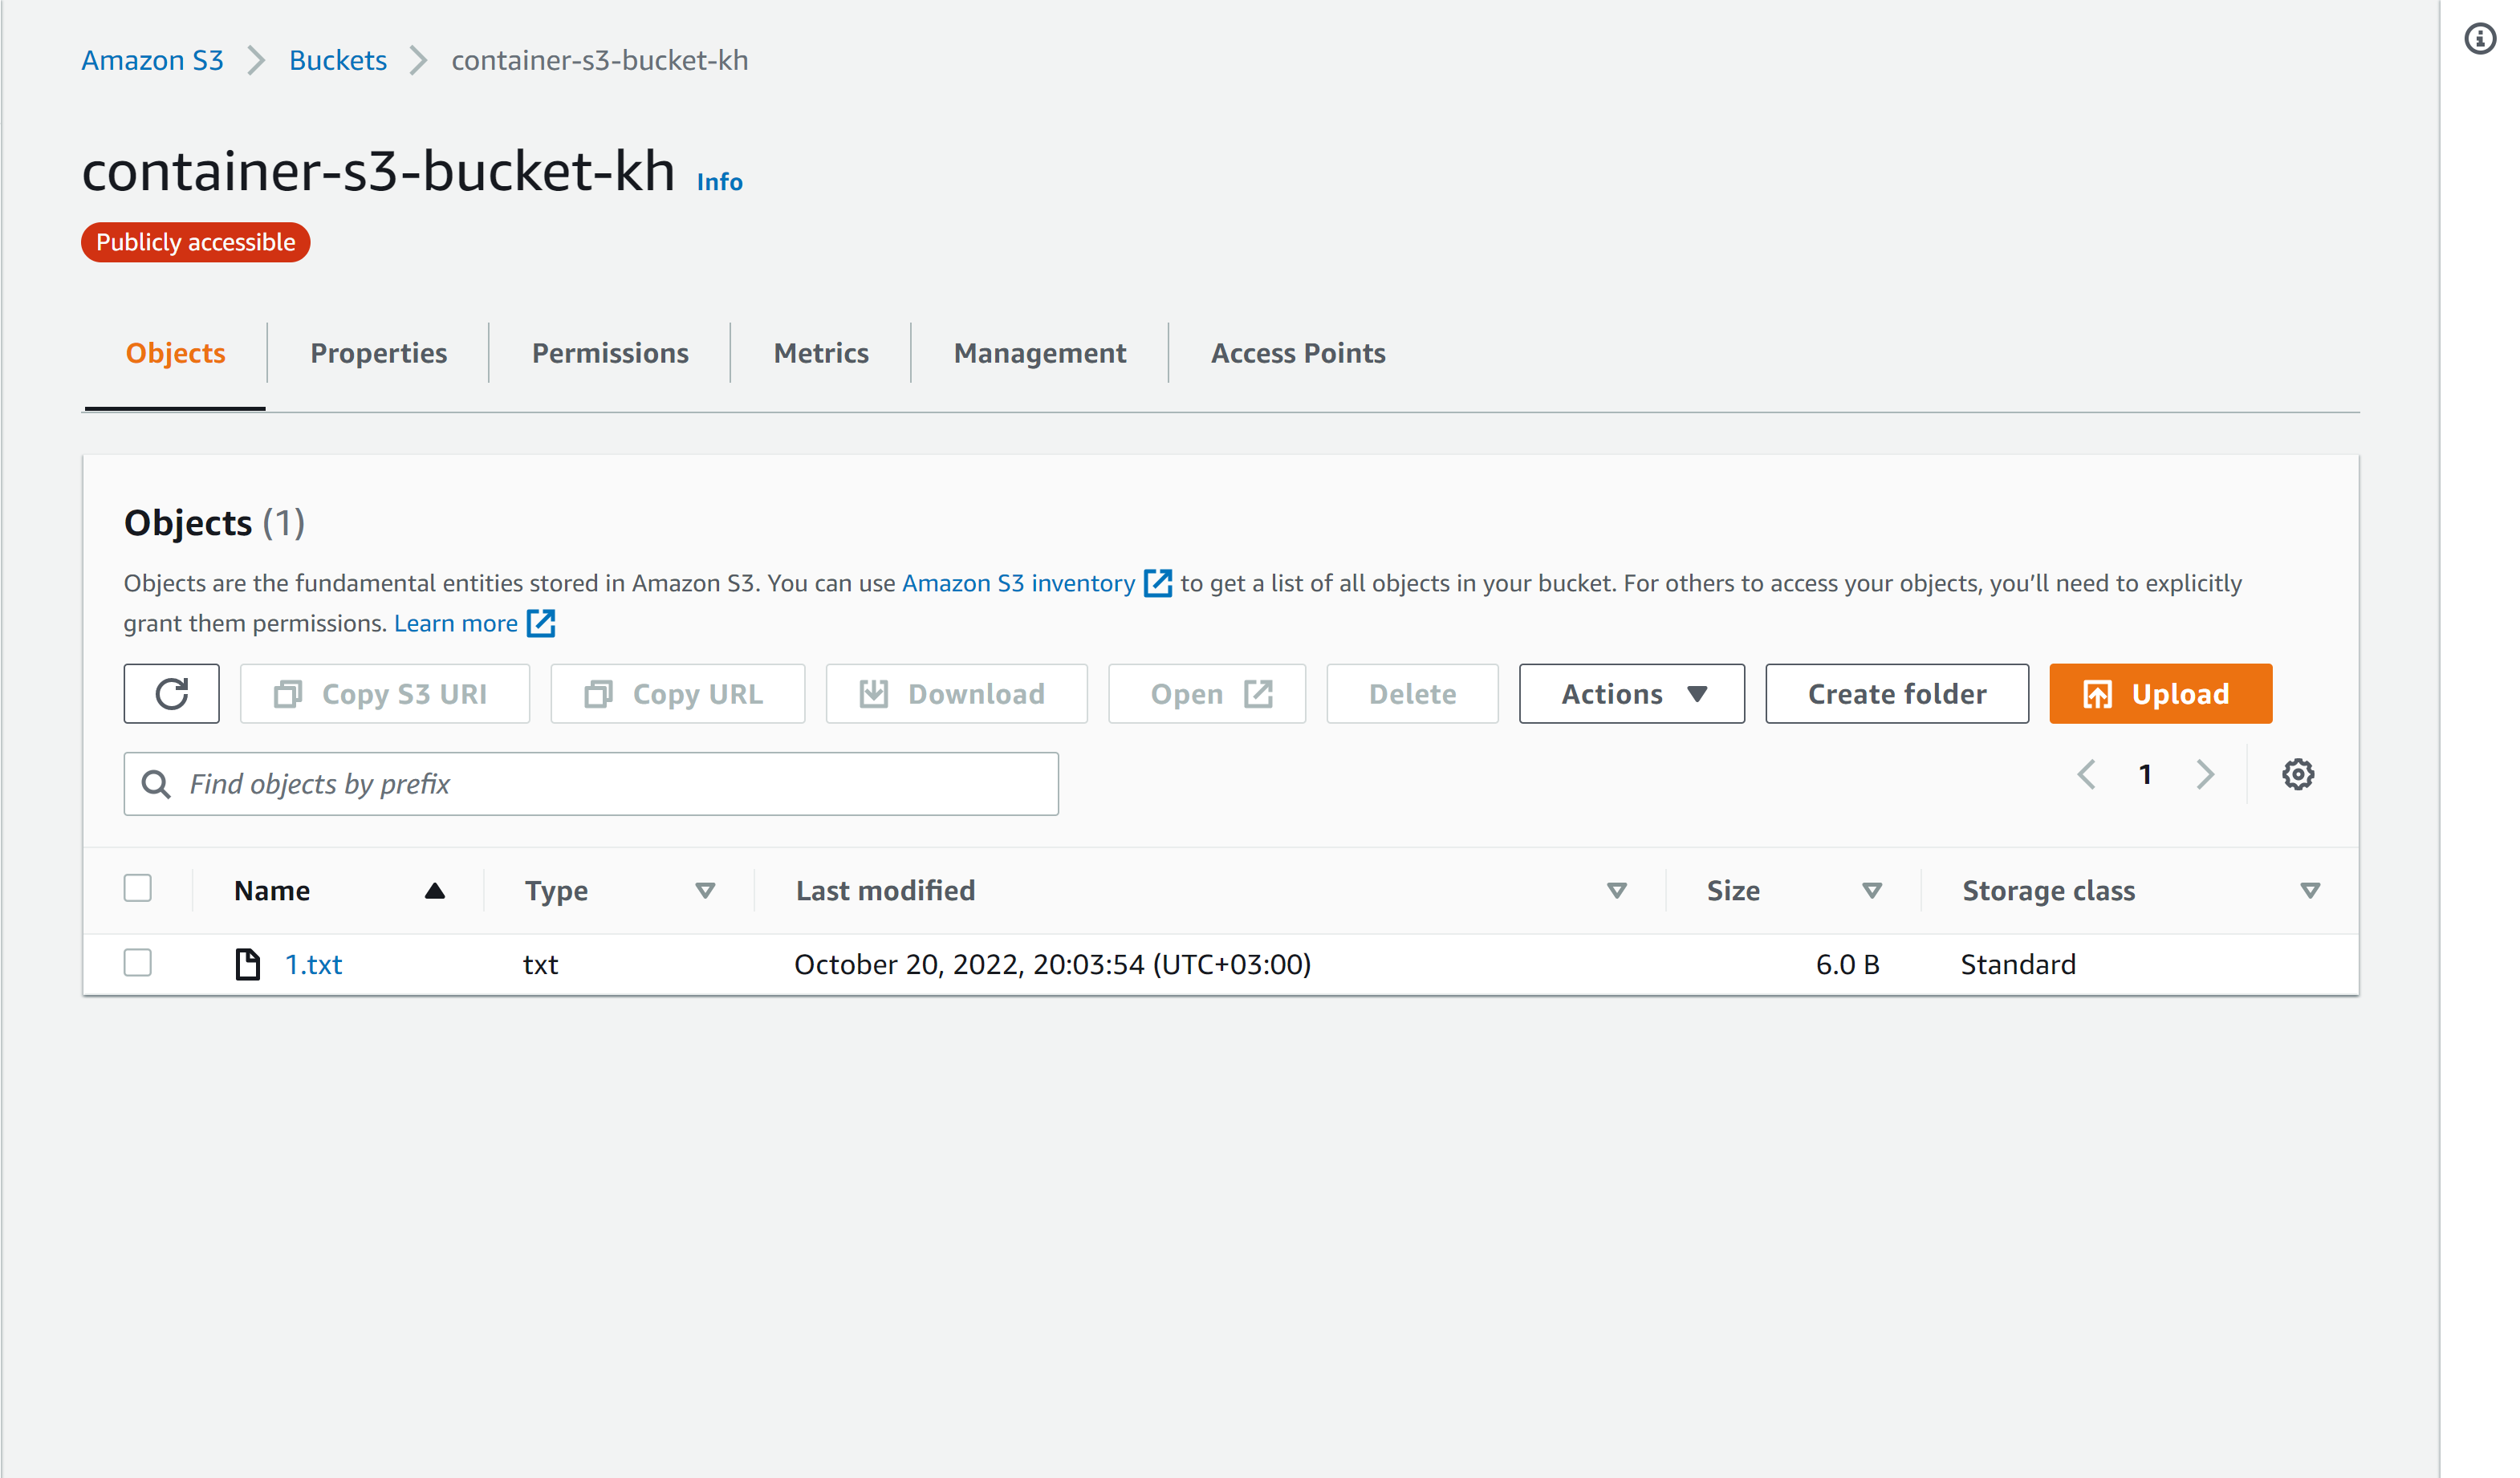 Amazon S3 Buckets container-s3-bucket-kh
container-s3-bucket-kh Info
Publicly accessible
Objects Properties Permissions Metrics Management Access Points
Objects (1)
Objects are the fundamental entities stored in Amazon S3. You can use Amazon S3 inventory to get a list of all objects in your bucket. For others to access your objects, you’ll need to explicitly
grant them permissions. Learn more
Copy S3 URI Copy URL Download Open Delete Actions Create folder Upload
Find objects by prefix 1
Name Type Last modified Size Storage class
1.txt txt October 20, 2022, 20:03:54 (UTC+03:00) 6.0 B Standard